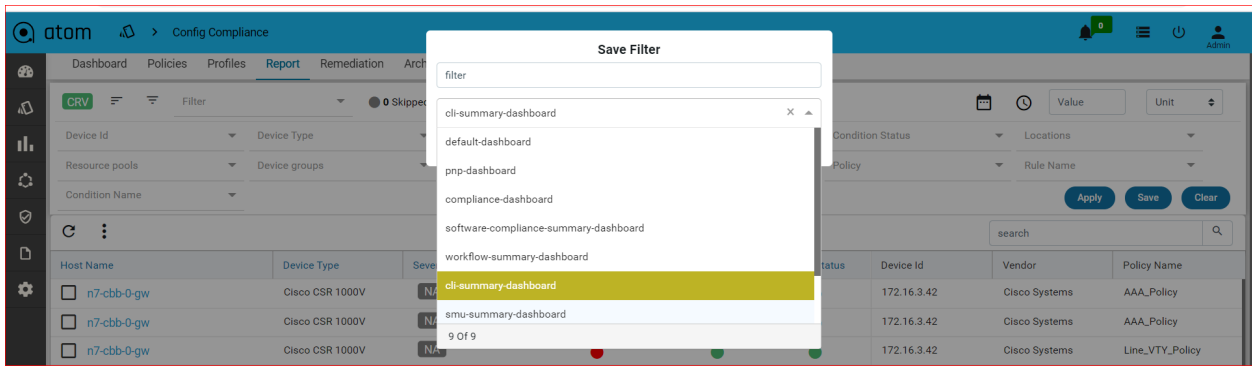 atom > Config Compliance
0
Admin
Save Filter
Dashboard Policies Profiles Report Remediation Arch
filter
CRV Filter 0 Skipped Value Unit
cli-summary-dashboard
Device Id Device Type Condition Status Locations
default-dashboard
Resource pools Device groups Policy Rule Name
pnp-dashboard
Condition Name Apply Save Clear
compliance-dashboard
software-compliance-summary-dashboard
search
workflow-summary-dashboard
Host Name Device Type Seve tatus Device Id Vendor Policy Name
cli-summary-dashboard
n7-cbb-0-gw Cisco CSR 1000V NA 172.16.3.42 Cisco Systems AAA_Policy
smu-summary-dashboard
n7-cbb-0-gw Cisco CSR 1000V NA 172.16.3.42 Cisco Systems AAA_Policy
9 Of 9
n7-cbb-0-gw Cisco CSR 1000V NA 172.16.3.42 Cisco Systems Line_VTY_Policy